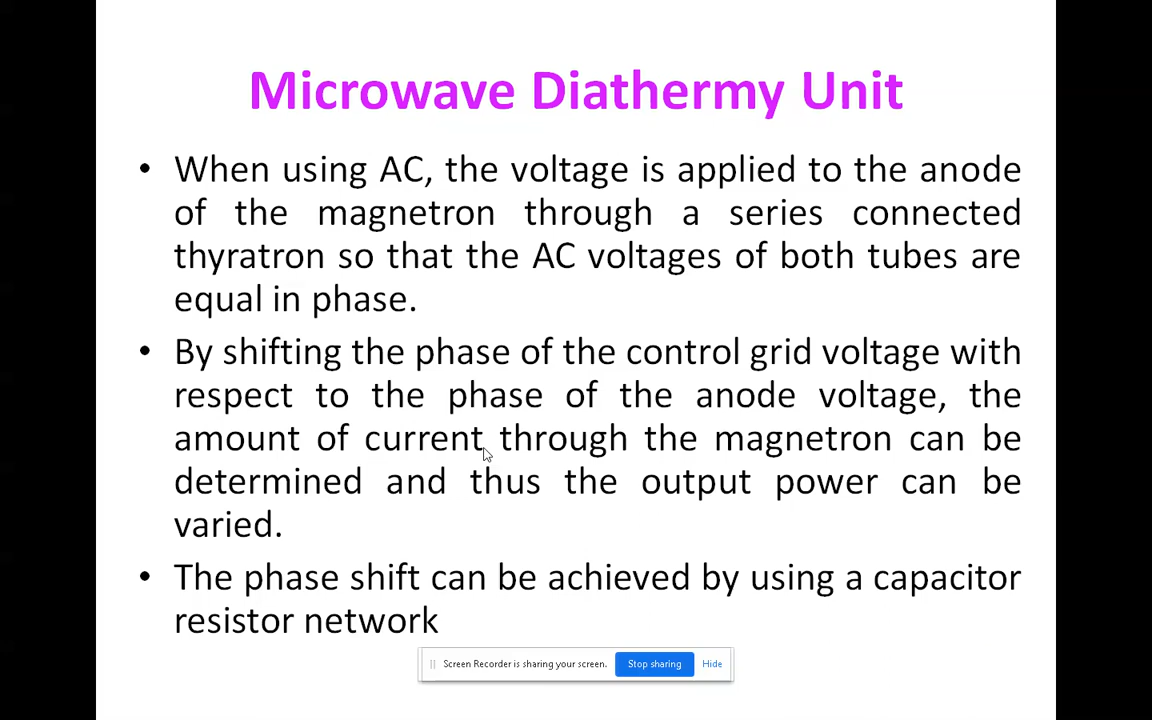 Microwave Diathermy Unit
• When using AC, the voltage is applied to the anode
of the magnetron through a series connected
thyratron so that the AC voltages of both tubes are
equal in phase.
• By shifting the phase of the control grid voltage with
respect to the phase of the anode voltage, the
amount of current through the magnetron can be
determined and thus the output power can be
varied.
• The phase shift can be achieved by using a capacitor
resistor network
Screen Recorder is sharing your screen. Stop sharing Hide